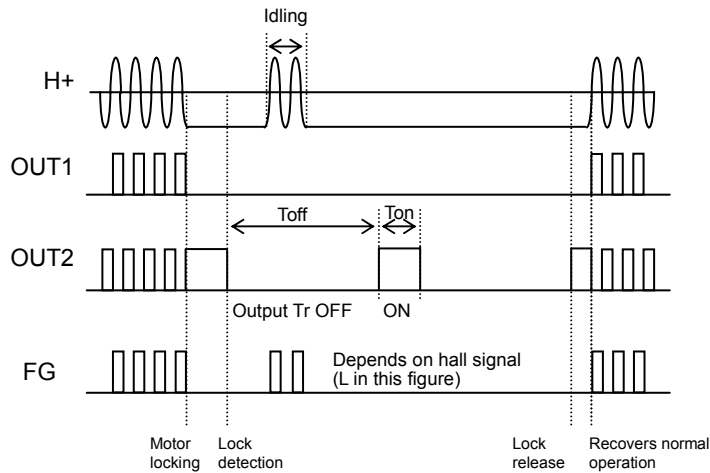 Idling
H+
OUT1
Toff
Ton
OUT2
Output Tr OFF
ON
FG
Depends on hall signal
(L in this figure)
Motor
locking
Lock
detection
Lock
release
Recovers normal
operation